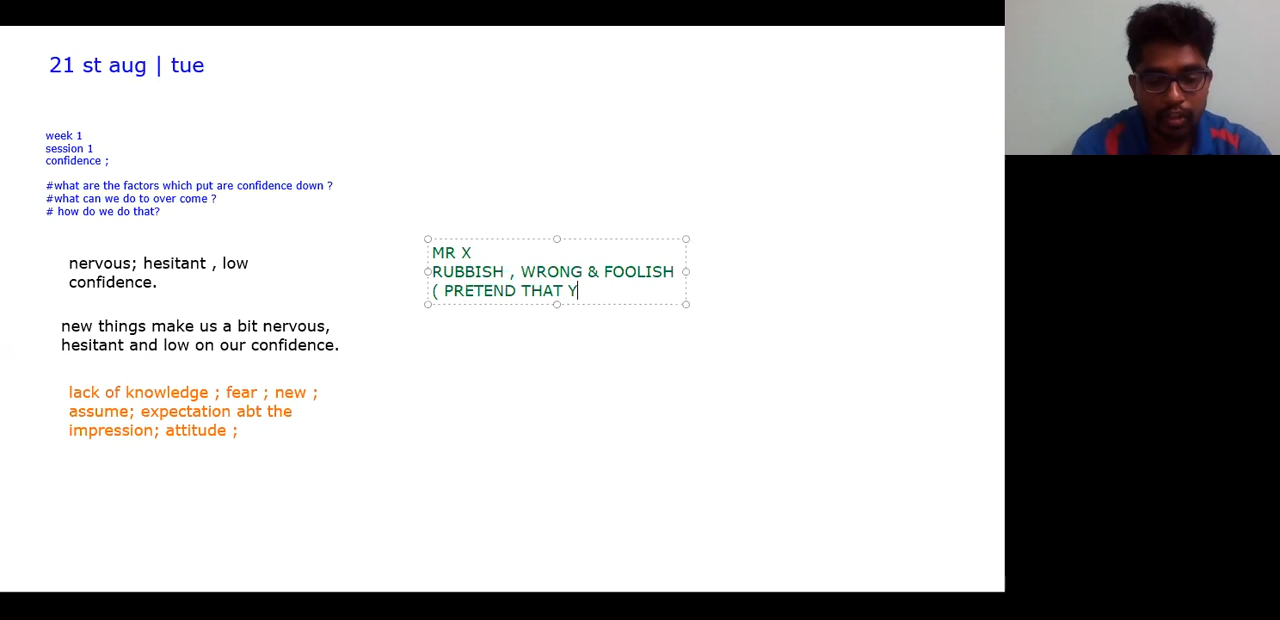 21 st aug | tue
week 1
session 1
confidence ;
#what are the factors which put are confidence down ?
#what can we do to over come ?
# how do we do that?
nervous; hesitant , low
confidence.
new things make us a bit nervous,
hesitant and low on our confidence.
lack of knowledge ; fear ; new ;
assume; expectation abt the
impression; attitude ;
MR X
RUBBISH , WRONG & FOOLISH
( PRETEND THAT Y